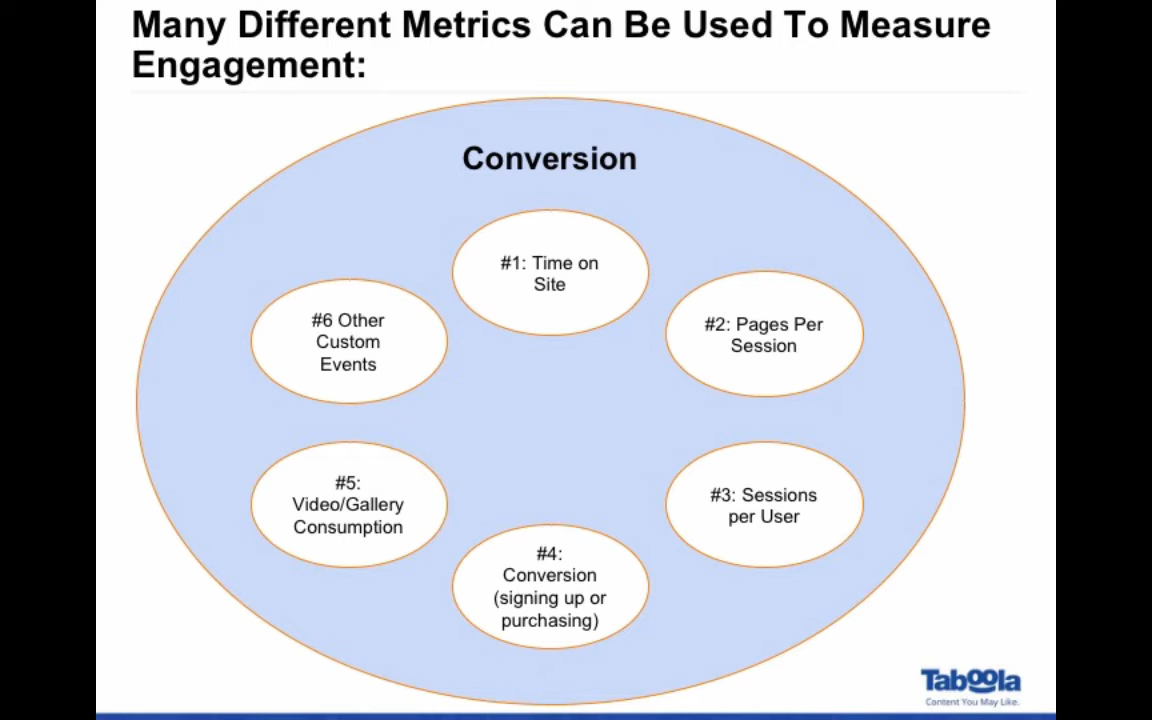 Many Different Metrics Can Be Used To Measure
Engagement:
Conversion
#1: Time on
Site
#2: Pages Per
Session
#3: Sessions
per User
#4:
Conversion
(signing up or
purchasing)
#5:
Video/Gallery
Consumption
#6 Other
Custom
Events
Taboola
Content You May Like.